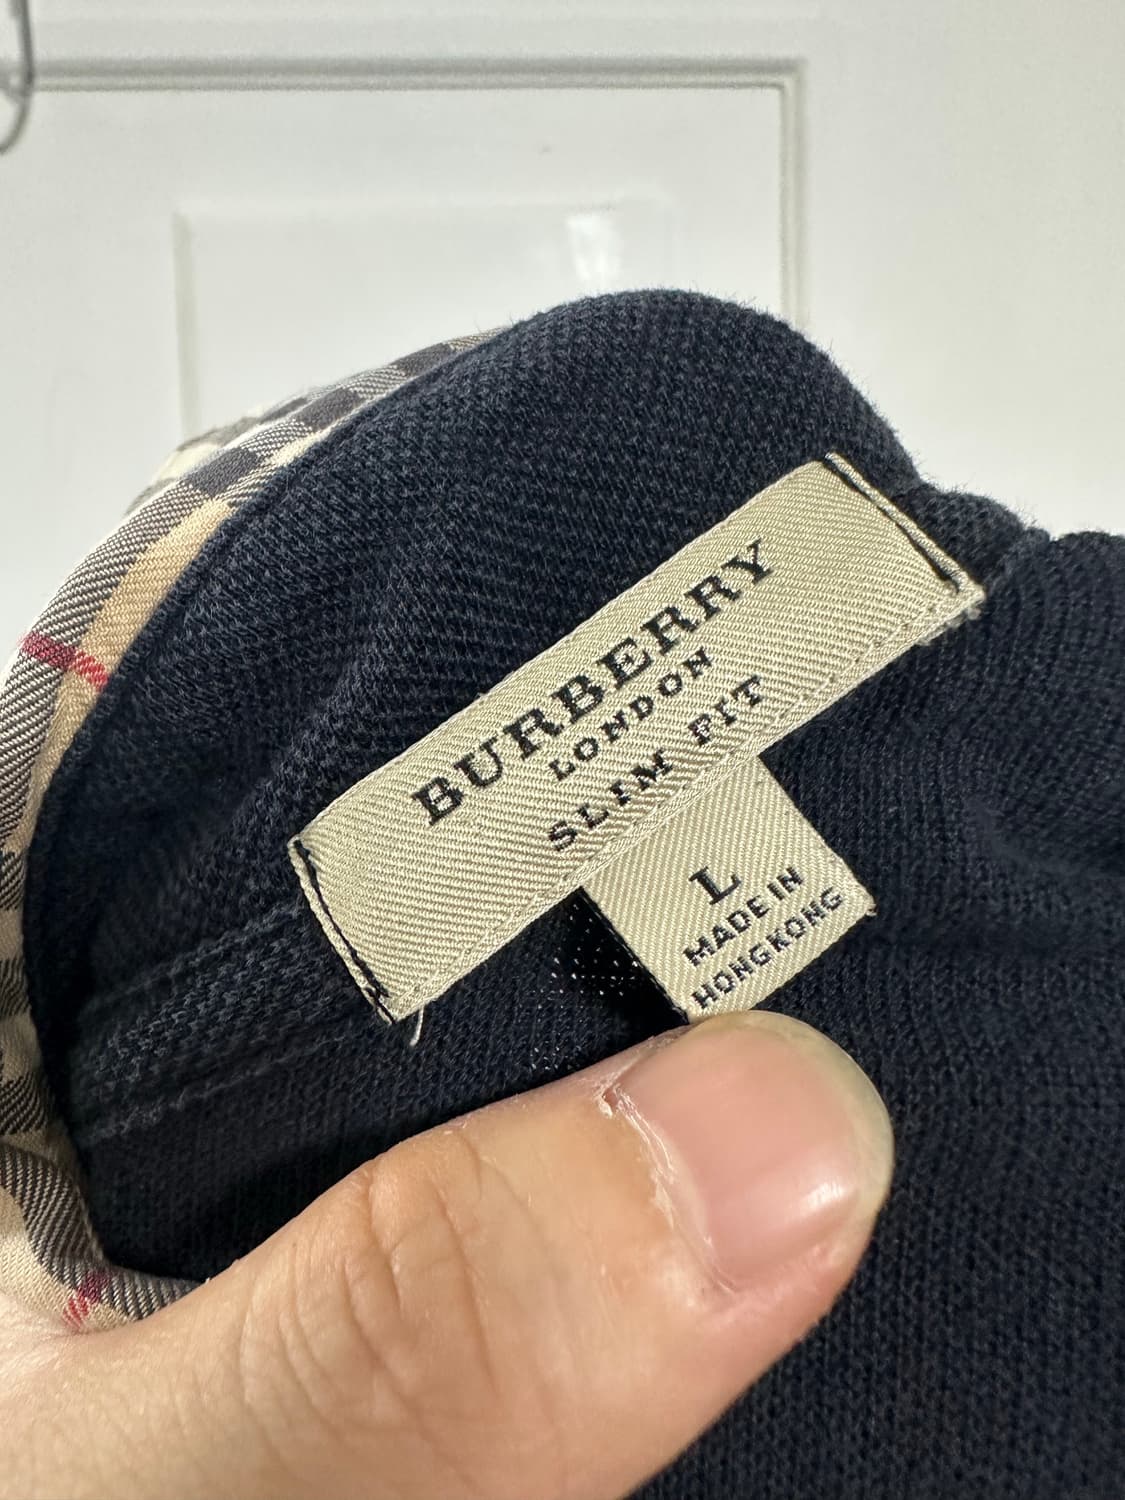 BURBERRY
LONDON
SLIM FIT
L
MADE IN
HONGKONG